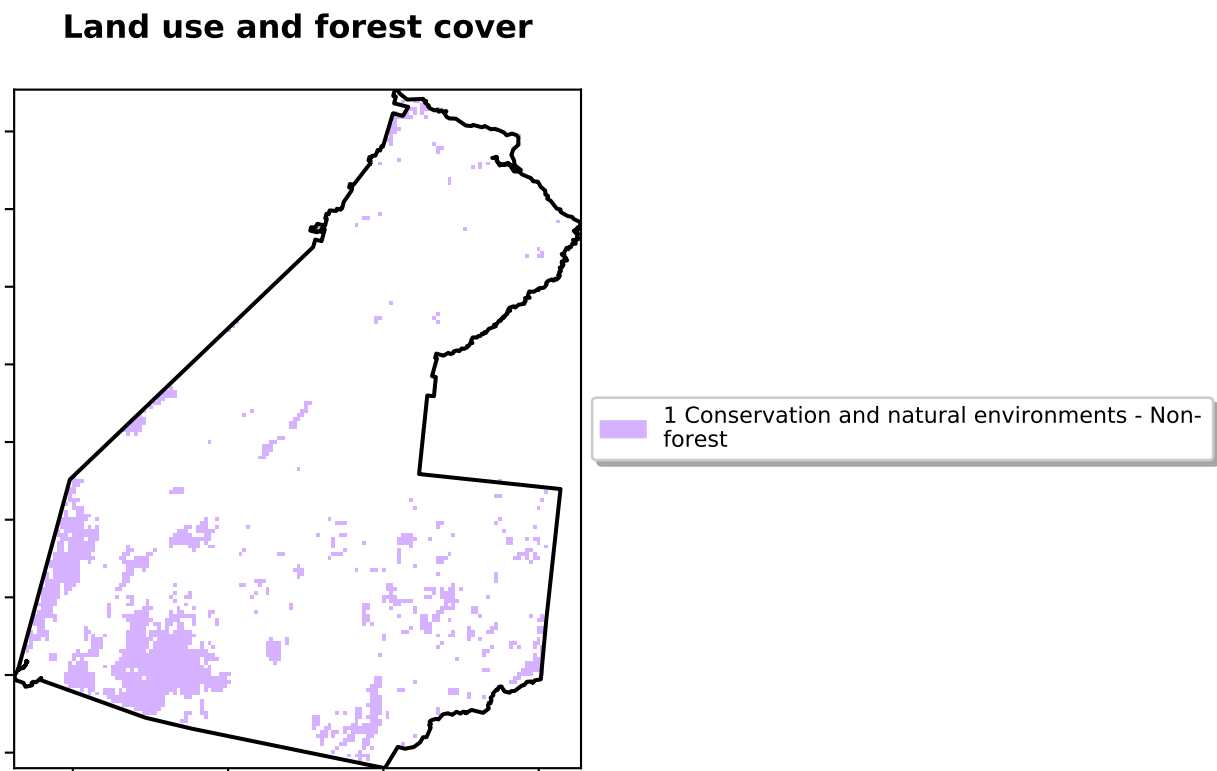 Land use and forest cover
1 Conservation and natural environments - Non-
forest